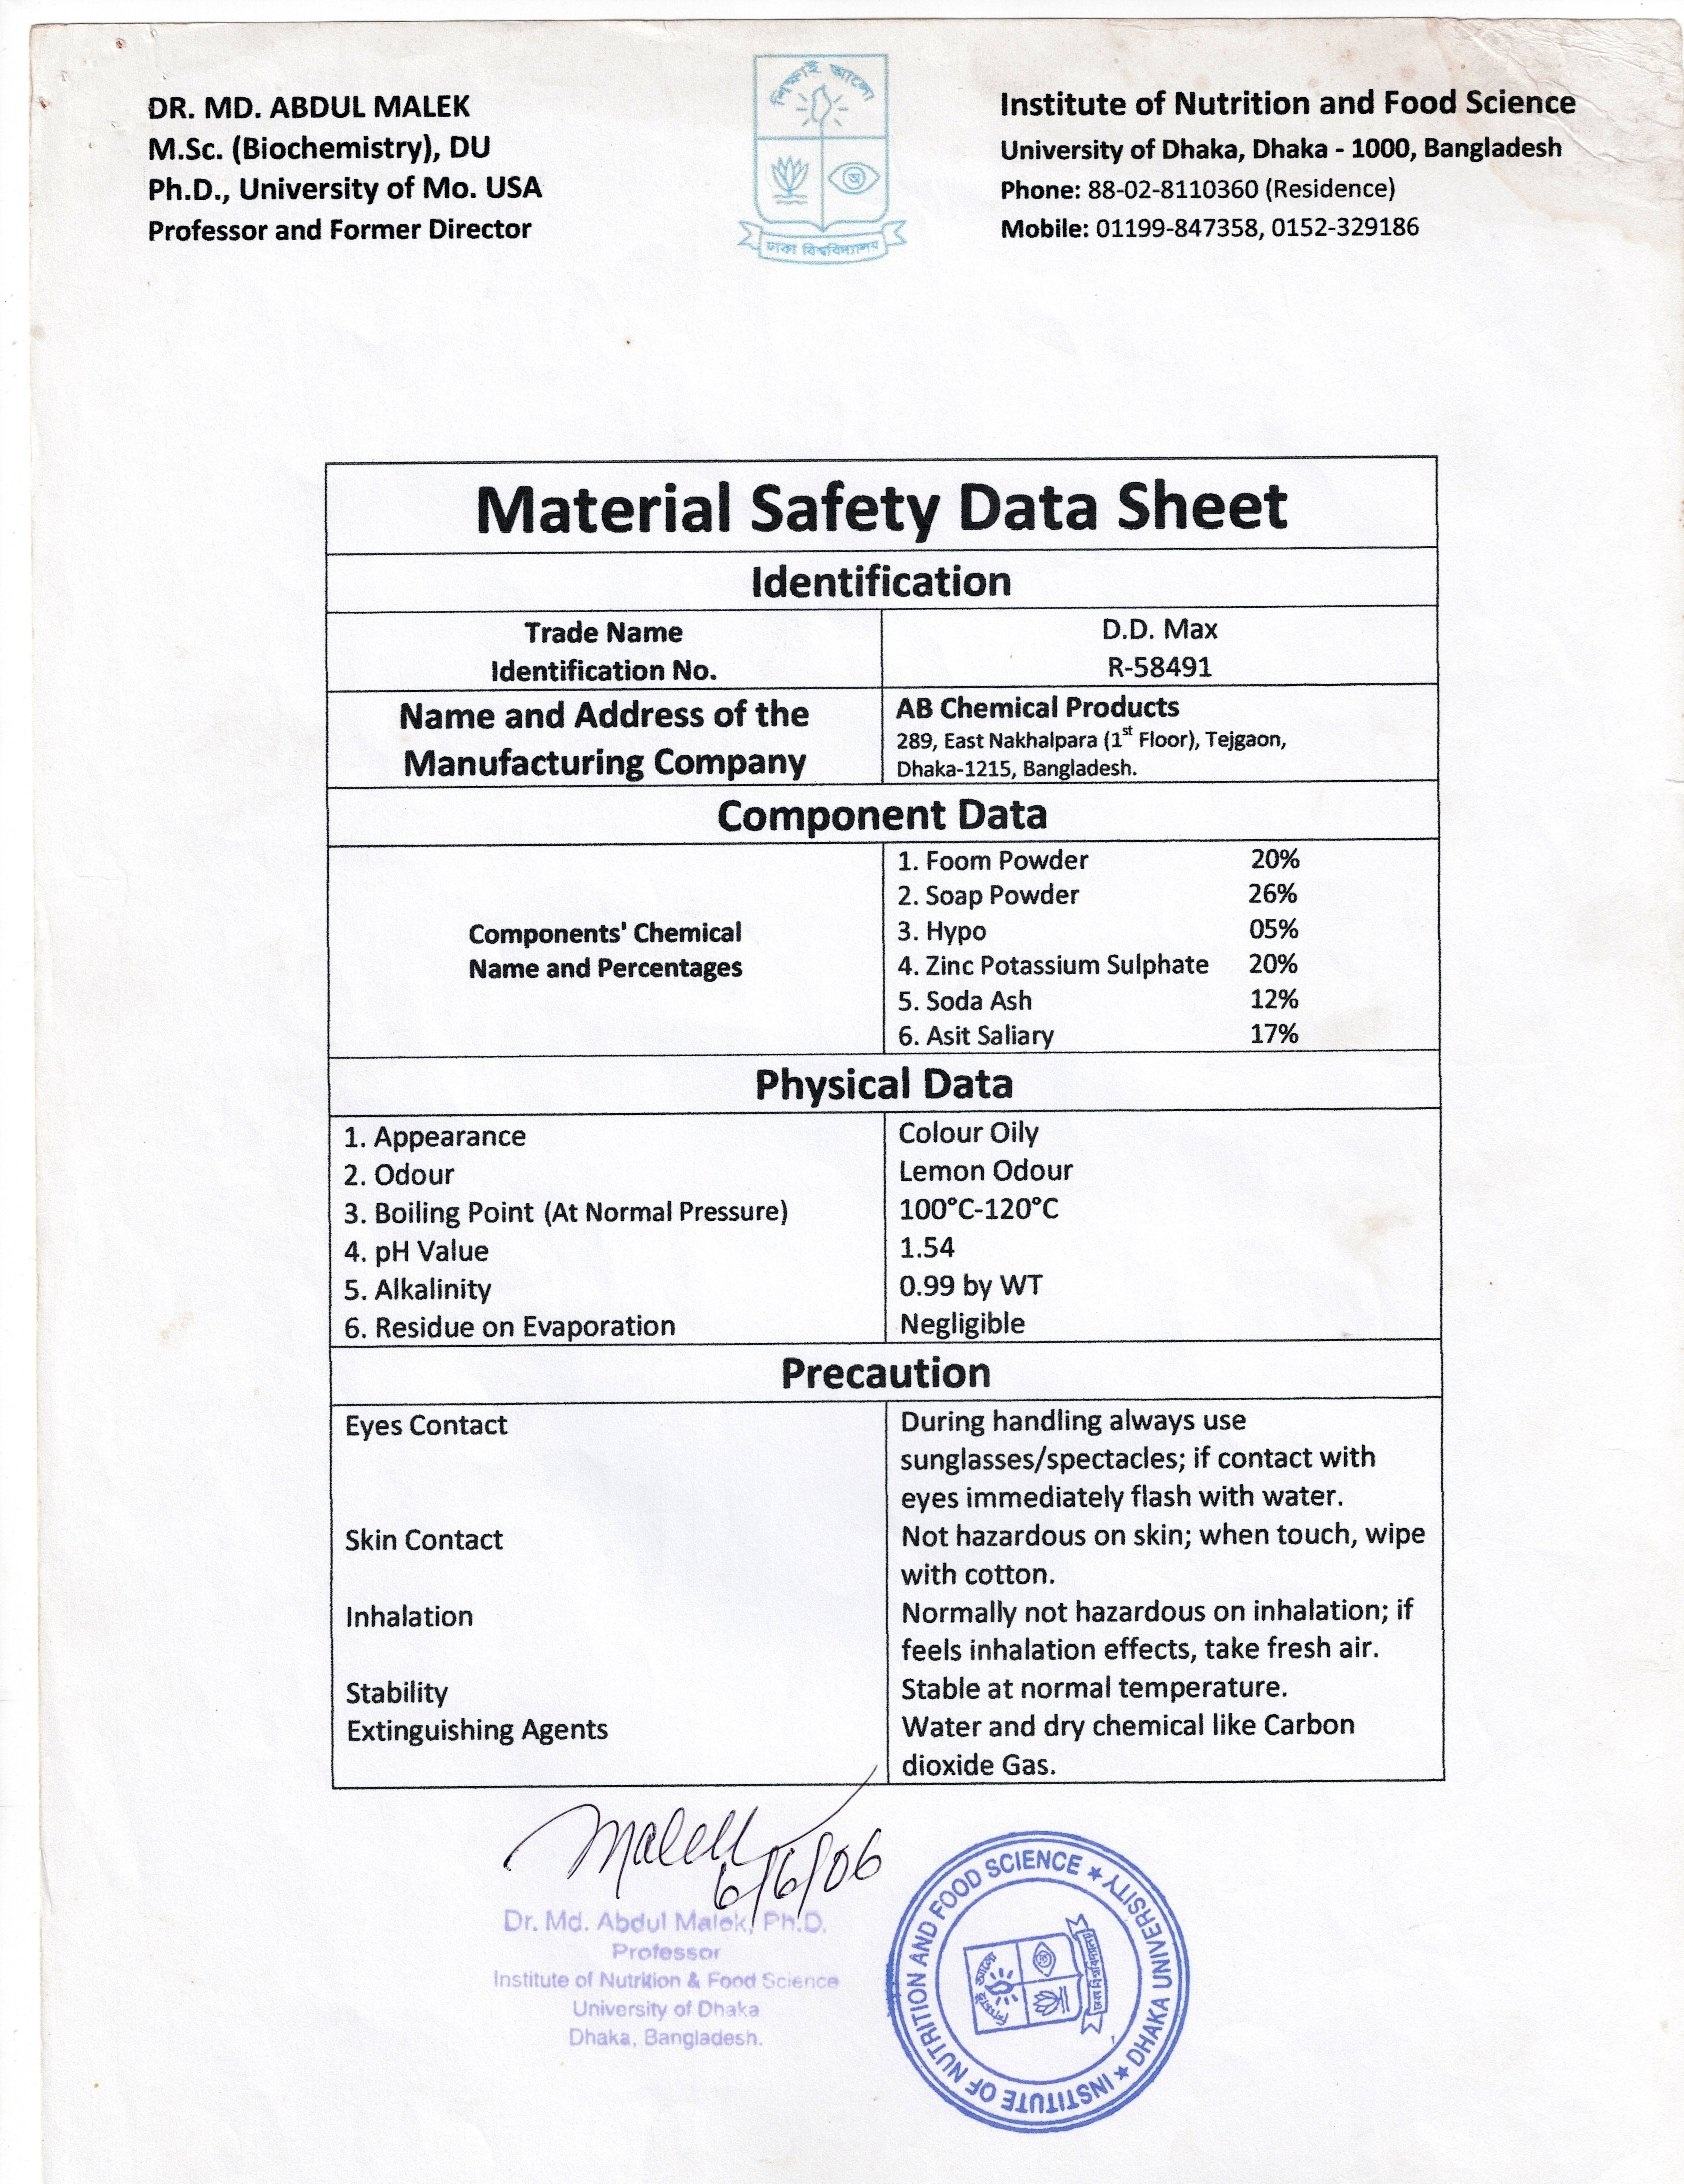 DR. MD. ABDUL MALEK
M.Sc. (Biochemistry), DU
Ph.D., University of Mo. USA
Professor and Former Director
শিক্ষাই আলো
অ
ঢাকা বিশ্ববিদ্যালয়
Institute of Nutrition and Food Science
University of Dhaka, Dhaka - 1000, Bangladesh
Phone: 88-02-8110360 (Residence)
Mobile: 01199-847358, 0152-329186
Material Safety Data Sheet
Identification
Trade Name D.D. Max
Identification No. R-58491
Name and Address of the
Manufacturing Company
AB Chemical Products
289, East Nakhalpara (1st Floor), Tejgaon,
Dhaka-1215, Bangladesh.
Component Data
Components' Chemical
Name and Percentages
1. Foom Powder 20%
2. Soap Powder 26%
3. Hypo 05%
4. Zinc Potassium Sulphate 20%
5. Soda Ash 12%
6. Asit Saliary 17%
Physical Data
1. Appearance Colour Oily
2. Odour Lemon Odour
3. Boiling Point (At Normal Pressure) 100°C-120°C
4. pH Value 1.54
5. Alkalinity 0.99 by WT
6. Residue on Evaporation Negligible
Precaution
Eyes Contact During handling always use
sunglasses/spectacles; if contact with
eyes immediately flash with water.
Skin Contact Not hazardous on skin; when touch, wipe
with cotton.
Inhalation Normally not hazardous on inhalation; if
feels inhalation effects, take fresh air.
Stability Stable at normal temperature.
Extinguishing Agents Water and dry chemical like Carbon
dioxide Gas.
Malek
6/6/06
Dr. Md. Abdul Malek, Ph.D.
Professor
Institute of Nutrition & Food Science
University of Dhaka
Dhaka, Bangladesh.
INSTITUTE OF NUTRITION AND FOOD SCIENCE ★ DHAKA UNIVERSITY ★
শিক্ষাই আলো
ঢাকা বিশ্ববিদ্যালয়